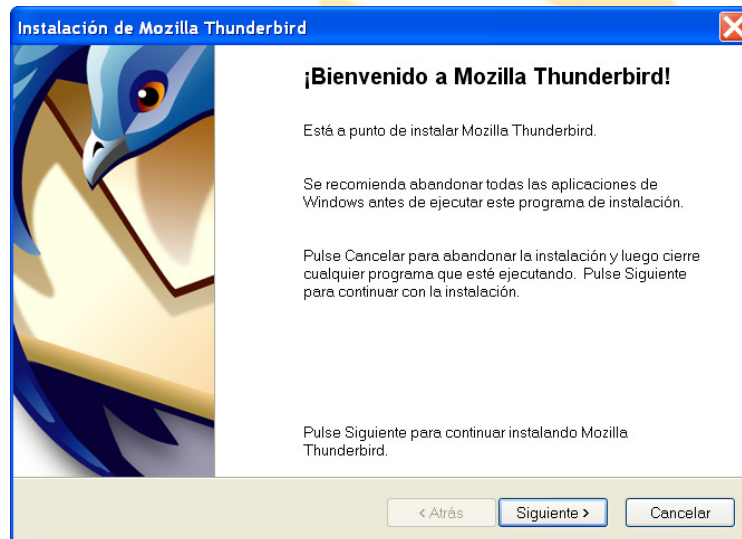 Instalación de Mozilla Thunderbird
¡Bienvenido a Mozilla Thunderbird!
Está a punto de instalar Mozilla Thunderbird.
Se recomienda abandonar todas las aplicaciones de
Windows antes de ejecutar este programa de instalación.
Pulse Cancelar para abandonar la instalación y luego cierre
cualquier programa que esté ejecutando. Pulse Siguiente
para continuar con la instalación.
Pulse Siguiente para continuar instalando Mozilla
Thunderbird.
< Atrás Siguiente > Cancelar